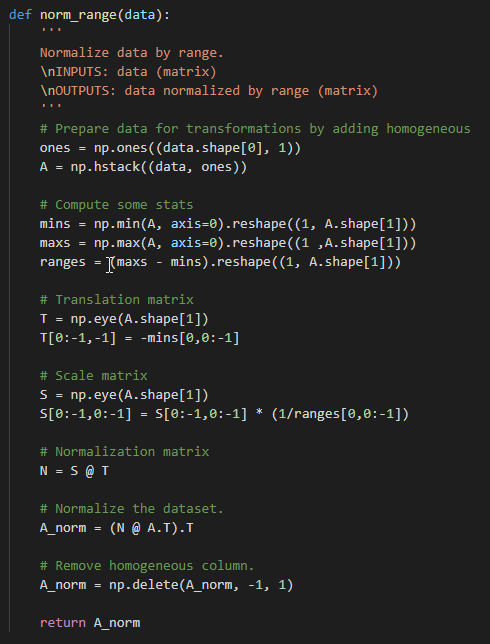 def norm_range(data):
    '''
    Normalize data by range.
    \nINPUTS: data (matrix)
    \nOUTPUTS: data normalized by range (matrix)
    '''
    # Prepare data for transformations by adding homogeneous
    ones = np.ones((data.shape[0], 1))
    A = np.hstack((data, ones))

    # Compute some stats
    mins = np.min(A, axis=0).reshape((1, A.shape[1]))
    maxs = np.max(A, axis=0).reshape((1 ,A.shape[1]))
    ranges = (maxs - mins).reshape((1, A.shape[1]))

    # Translation matrix
    T = np.eye(A.shape[1])
    T[0:-1,-1] = -mins[0,0:-1]

    # Scale matrix
    S = np.eye(A.shape[1])
    S[0:-1,0:-1] = S[0:-1,0:-1] * (1/ranges[0,0:-1])

    # Normalization matrix
    N = S @ T

    # Normalize the dataset.
    A_norm = (N @ A.T).T

    # Remove homogeneous column.
    A_norm = np.delete(A_norm, -1, 1)

    return A_norm